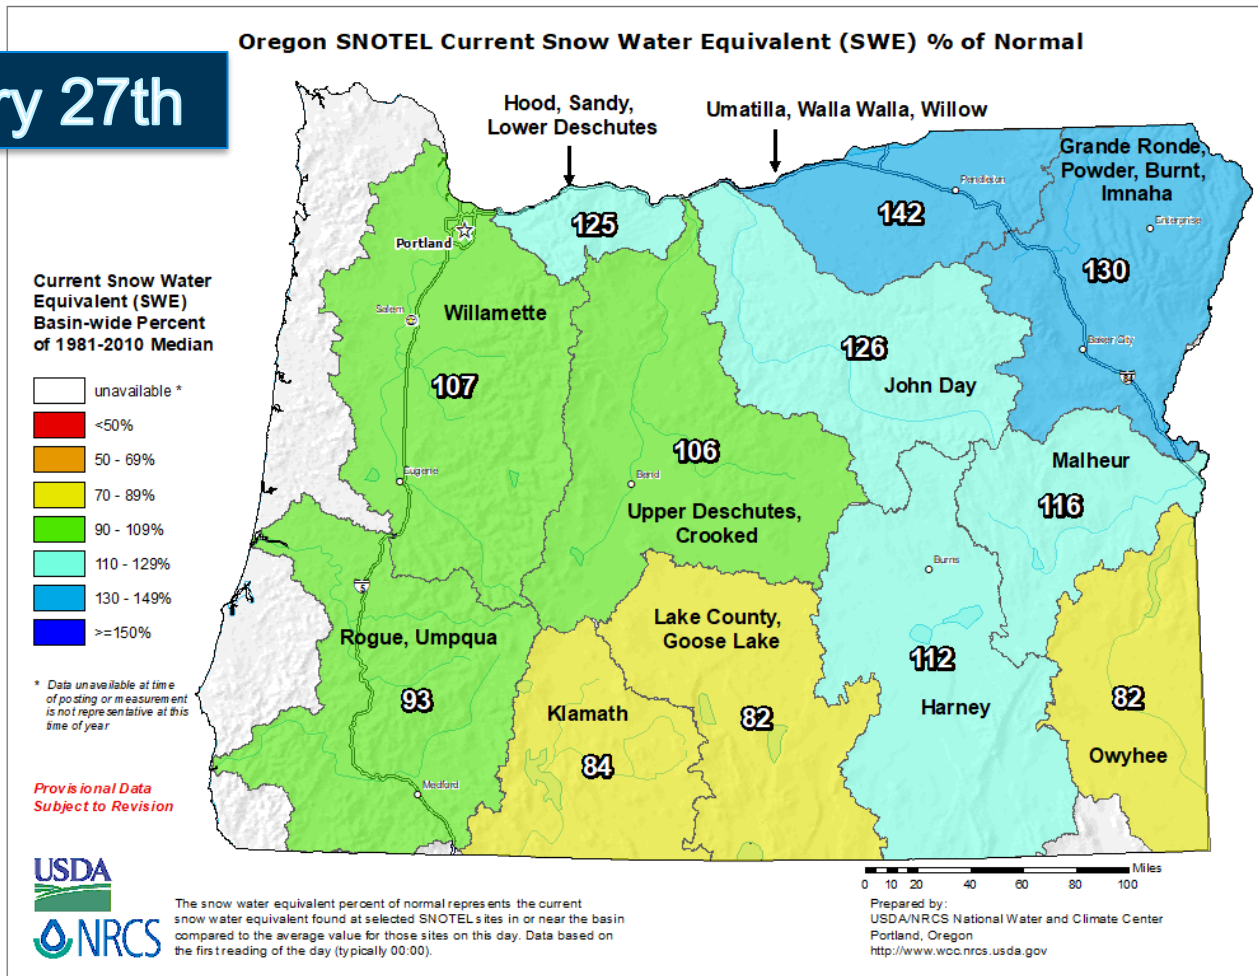 Oregon SNOTEL Current Snow Water Equivalent (SWE) % of Normal
ry 27th
Hood, Sandy,
Lower Deschutes
Umatilla, Walla Walla, Willow
Grande Ronde,
Powder, Burnt,
Imnaha
Pendleton
142
Enterprise
125
Portland
130
Current Snow Water
Equivalent (SWE)
Basin-wide Percent
of 1981-2010 Median
Salem
Willamette
126
Baker City
John Day
84
107
unavailable *
<50%
50 - 69%
70 - 89%
90 - 109%
110 - 129%
130 - 149%
>=150%
106
Eugene
Bend
Malheur
116
Upper Deschutes,
Crooked
Burns
5
Lake County,
Goose Lake
Rogue, Umpqua
112
93
Klamath
82
Harney
82
Owyhee
84
Medford
* Data unavailable at time
of posting or measurement
is not representative at this
time of year
Provisional Data
Subject to Revision
USDA
NRCS
The snow water equivalent percent of normal represents the current
snow water equivalent found at selected SNOTEL sites in or near the basin
compared to the average value for those sites on this day. Data based on
the first reading of the day (typically 00:00).
Miles
0 10 20 40 60 80 100
Prepared by:
USDA/NRCS National Water and Climate Center
Portland, Oregon
http://www.wcc.nrcs.usda.gov